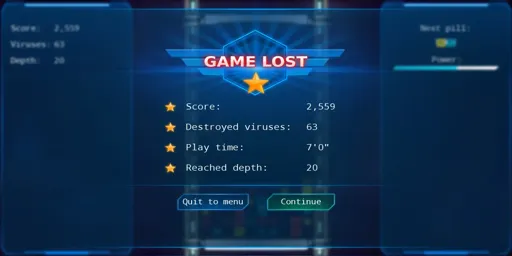 Score: 2,559
Viruses: 63
Depth: 20
Next pill:
Power:
GAME LOST
Score: 2,559
Destroyed viruses: 63
Play time: 7'0"
Reached depth: 20
Quit to menu
Continue